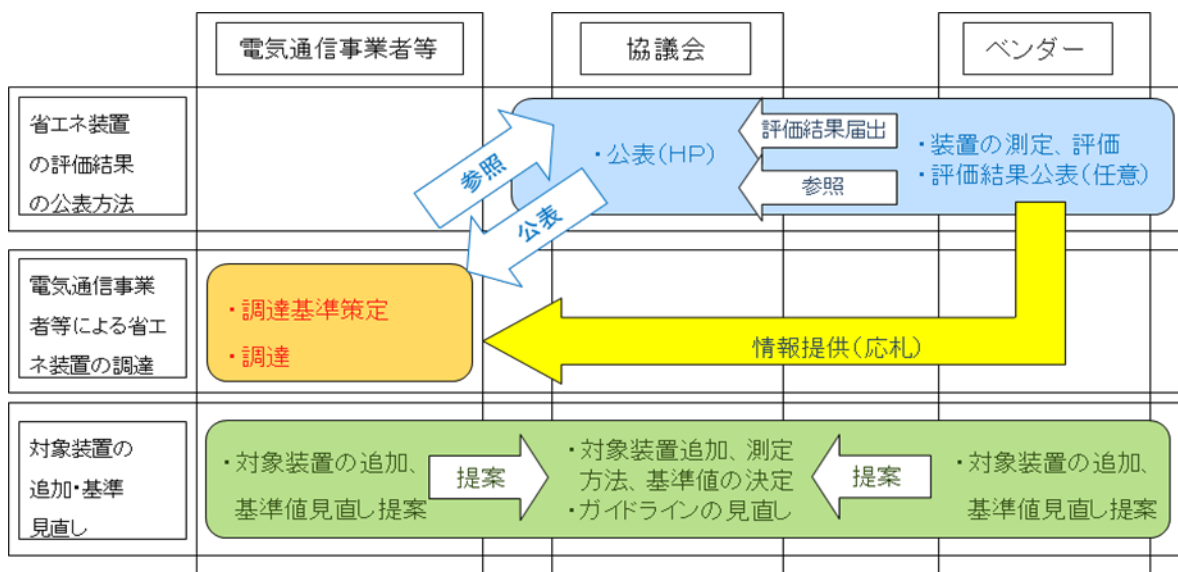 電気通信事業者等
協議会
ベンダー
省エネ装置
の評価結果
の公表方法
参照
公表
・公表(HP)
評価結果届出
参照
・装置の測定、評価
・評価結果公表(任意)
電気通信事業
者等による省エ
ネ装置の調達
・調達基準策定
・調達
情報提供(応札)
対象装置の
追加・基準
見直し
・対象装置の追加、
基準値見直し提案
提案
・対象装置追加、測定
方法、基準値の決定
・ガイドラインの見直し
提案
・対象装置の追加、
基準値見直し提案